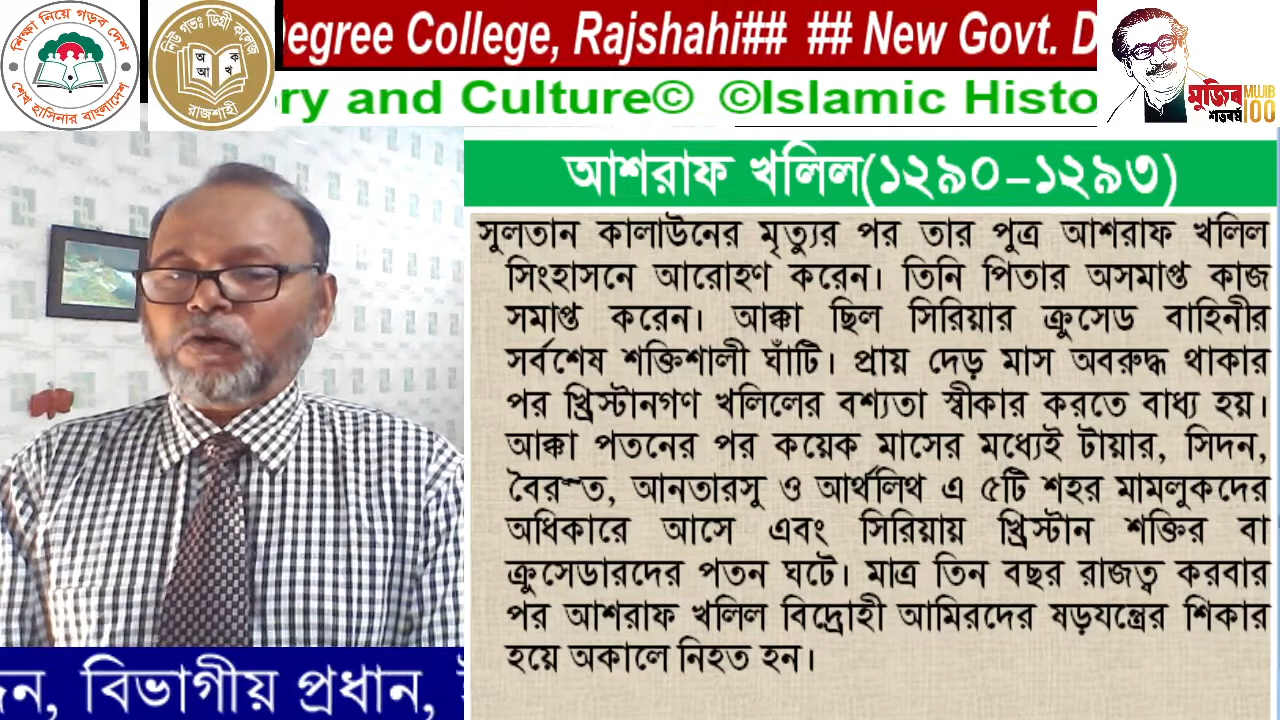 Degree College, Rajshahi## ## New Govt. D
ry and Culture© ©Islamic Histo
শিক্ষা নিয়ে গড়ব দেশ
শেখ হাসিনার বাংলাদেশ
নিউ গভঃ ডিগ্রী কলেজ
অ ক
আ খ
রাজশাহী
মুজিব
শতবর্ষ
MUJIB
100
আশরাফ খলিল(১২৯০-১২৯৩)
সুলতান কালাউনের মৃত্যুর পর তার পুত্র আশরাফ খলিল
সিংহাসনে আরোহণ করেন। তিনি পিতার অসমাপ্ত কাজ
সমাপ্ত করেন। আক্কা ছিল সিরিয়ার ক্রুসেড বাহিনীর
সর্বশেষ শক্তিশালী ঘাঁটি। প্রায় দেড় মাস অবরুদ্ধ থাকার
পর খ্রিস্টানগণ খলিলের বশ্যতা স্বীকার করতে বাধ্য হয়।
আক্কা পতনের পর কয়েক মাসের মধ্যেই টায়ার, সিদন,
বৈর“ত, আনতারসু ও আর্থলিথ এ ৫টি শহর মামলুকদের
অধিকারে আসে এবং সিরিয়ায় খ্রিস্টান শক্তির বা
ক্রুসেডারদের পতন ঘটে। মাত্র তিন বছর রাজত্ব করবার
পর আশরাফ খলিল বিদ্রোহী আমিরদের ষড়যন্ত্রের শিকার
হয়ে অকালে নিহত হন।
ন, বিভাগীয় প্রধান,